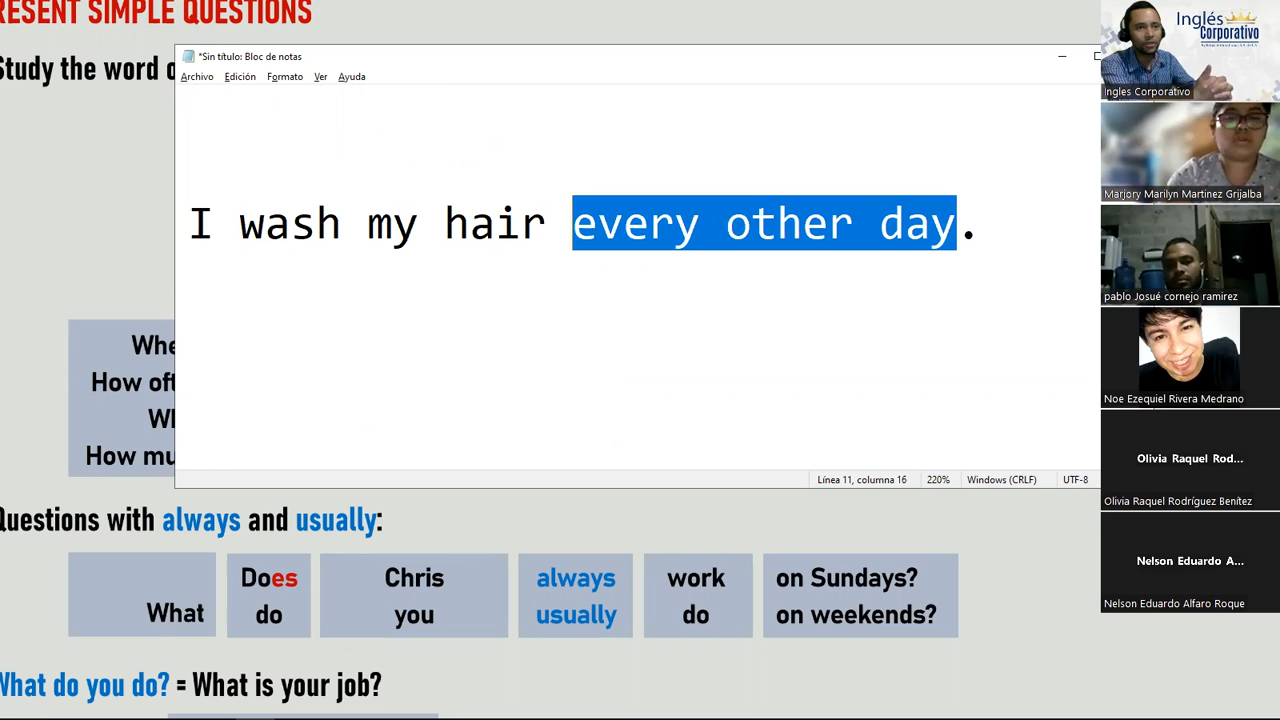 RESENT SIMPLE QUESTIONS
Study the word o
*Sin título: Bloc de notas
Archivo Edición Formato Ver Ayuda
I wash my hair every other day.
Línea 11, columna 16 220% Windows (CRLF) UTF-8
Whe
How oft
Wh
How mu
Questions with always and usually:
Does Chris always work on Sundays?
What do you usually do on weekends?
What do you do? = What is your job?
Inglés
Corporativo
Ingles Corporativo
Marjory Marilyn Martinez Grijalba
pablo Josué cornejo ramirez
Noe Ezequiel Rivera Medrano
Olivia Raquel Rod...
Olivia Raquel Rodríguez Benítez
Nelson Eduardo A...
Nelson Eduardo Alfaro Roque